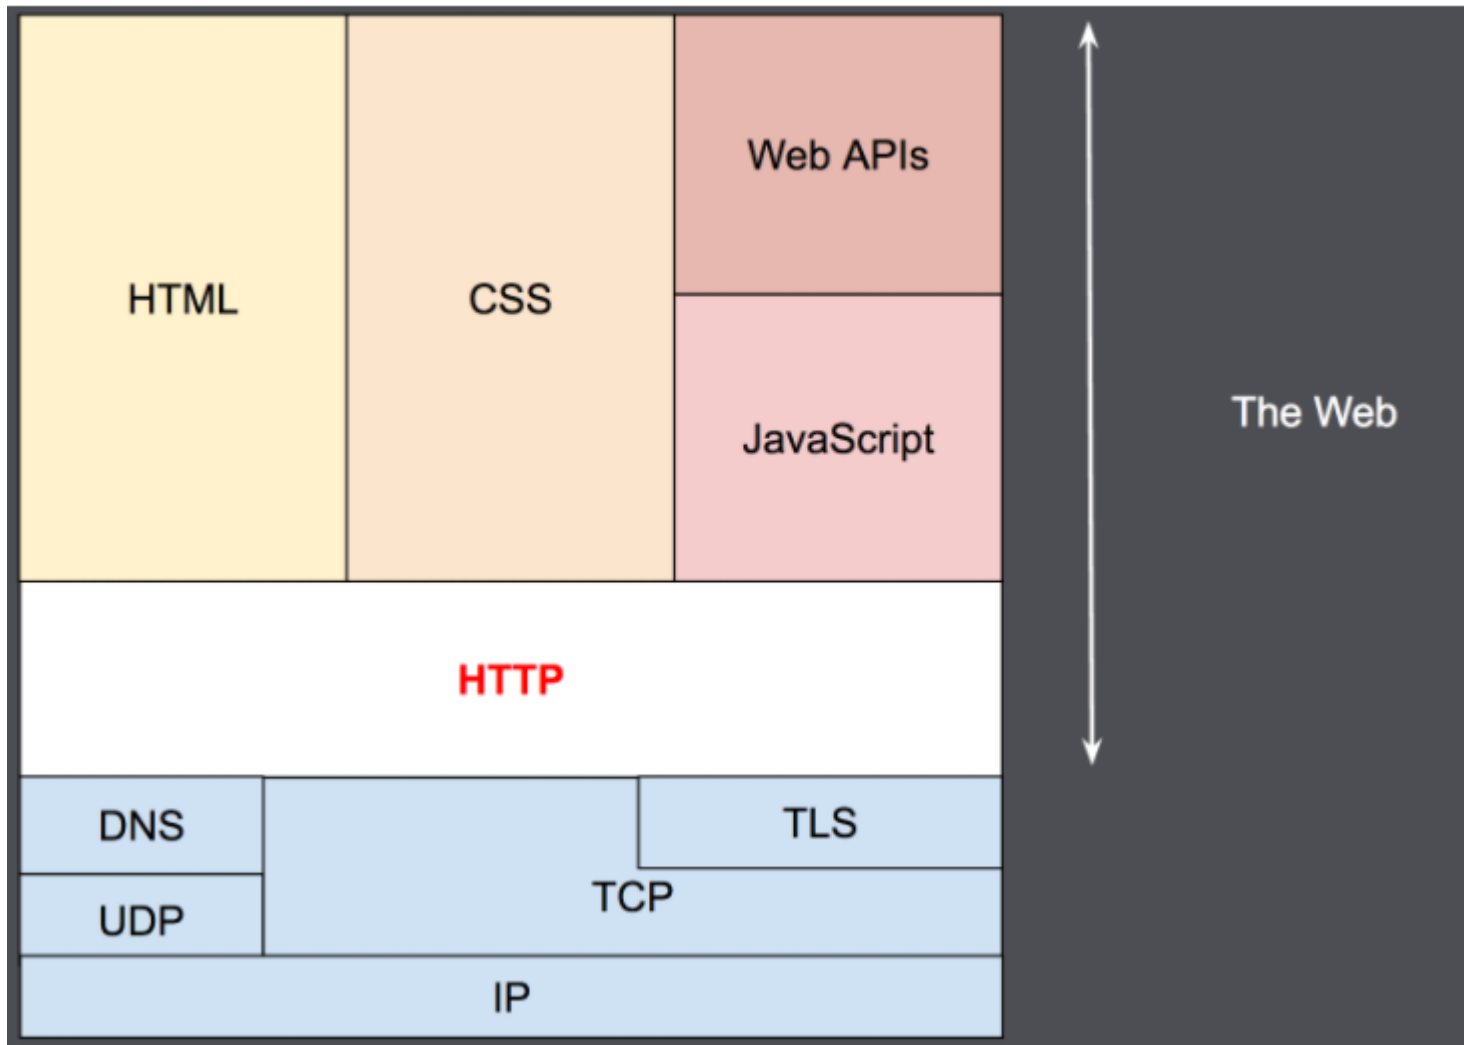 HTML
CSS
Web APIs
JavaScript
The Web
HTTP
DNS
UDP
TCP
TLS
IP